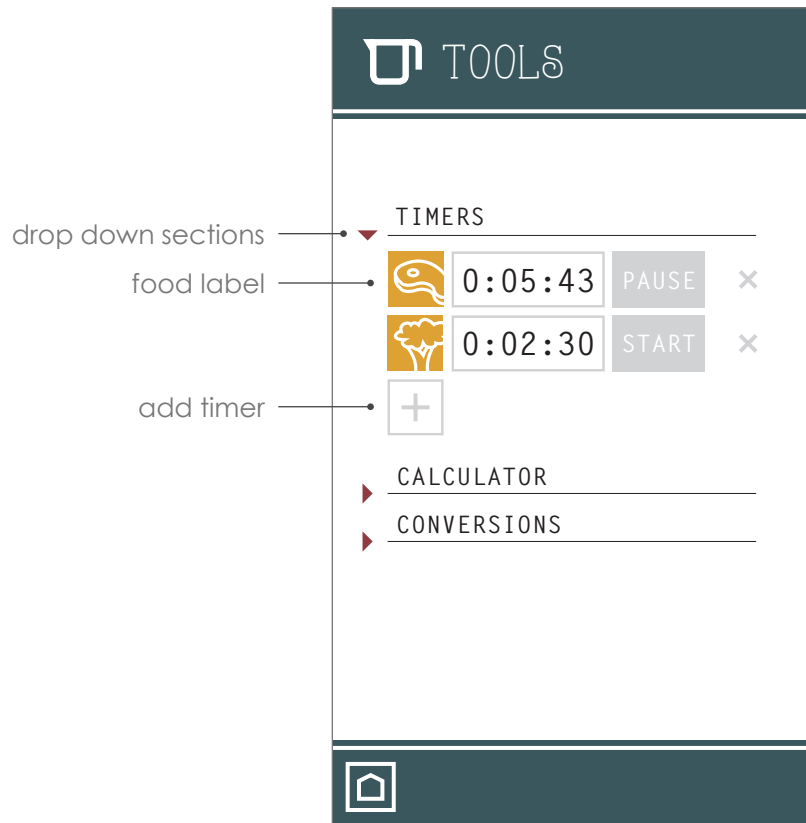 TOOLS
drop down sections
TIMERS
food label
0:05:43 PAUSE ×
0:02:30 START ×
add timer
+
CALCULATOR
CONVERSIONS